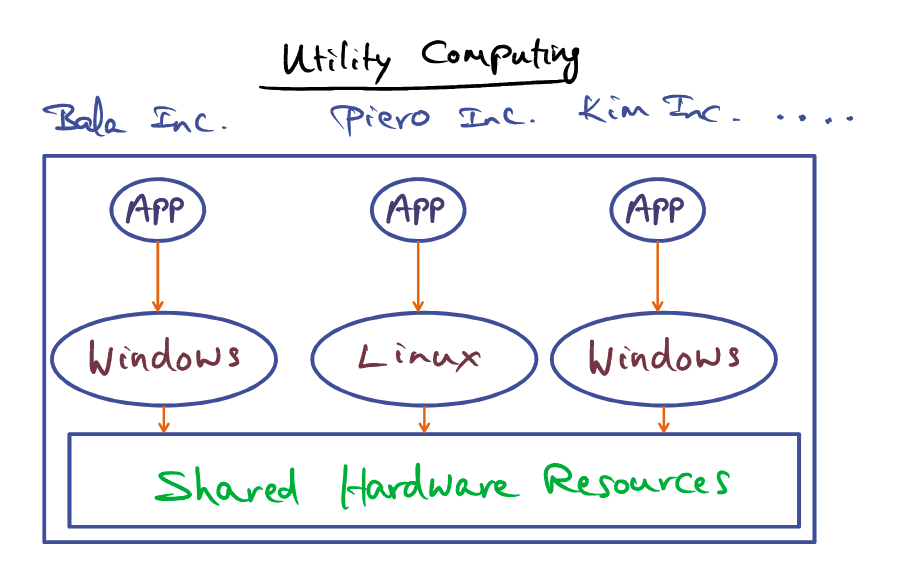 Utility Computing
Bala Inc. Piero Inc. Kim Inc. ....
App App App
Windows Linux Windows
Shared Hardware Resources